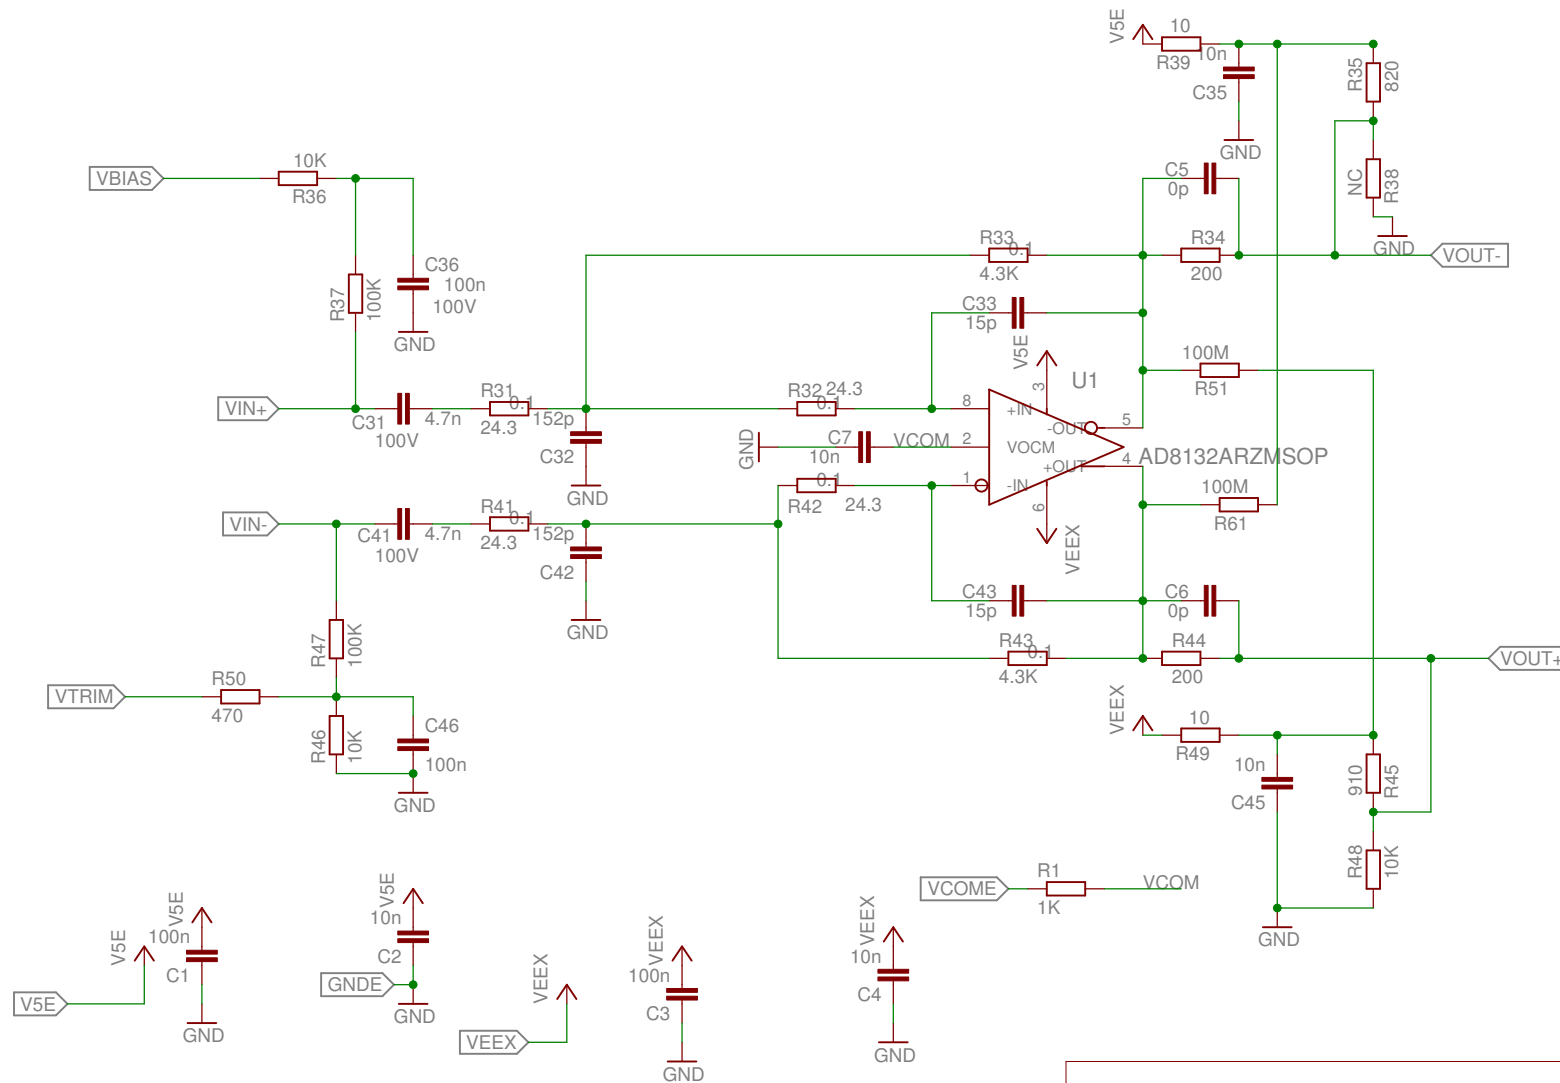 V5E
10
10n
R39
C35
GND
R35
820
NC
R38
GND
VBIAS
10K
R36
C5
0p
R37
100K
C36
100n
100V
GND
R33
0.1
4.3K
R34
200
VOUT-
C33
15p
V5E
3
U1
100M
R51
VIN+
C31
100V
4.7n
R31
0.1
24.3
152p
C32
GND
R32
24.3
0.1
8
+IN
-OUT
5
GND
C7
10n
VCOM
2
VOCM
+OUT
4
AD8132ARZMSOP
0.1
R42
24.3
1
-IN
6
VEEX
100M
R61
VIN-
C41
100V
4.7n
R41
0.1
24.3
152p
C42
GND
C43
15p
C6
0p
R43
0.1
4.3K
R44
200
VOUT+
R47
100K
VTRIM
R50
470
R46
10K
C46
100n
GND
VEEX
10
R49
10n
C45
910
R45
R48
10K
GND
VCOME
R1
1K
VCOM
V5E
V5E
V5E
100n
C1
GND
V5E
10n
C2
GNDE
GND
VEEX
VEEX
VEEX
100n
C3
GND
VEEX
10n
C4
GND